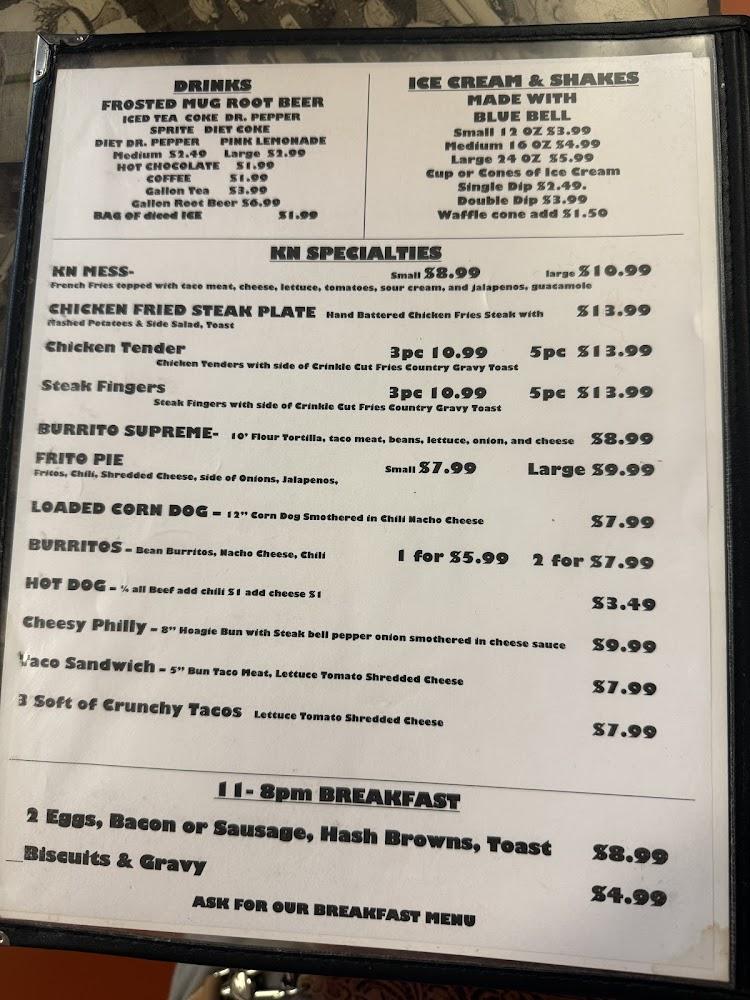 DRINKS
FROSTED MUG ROOT BEER
ICED TEA COKE DR. PEPPER
SPRITE DIET COKE
DIET DR. PEPPER PINK LEMONADE
Medium $2.49 Large $2.99
HOT CHOCOLATE $1.99
COFFEE $1.99
Gallon Tea $3.99
Gallon Root Beer $6.99
BAG OF diced ICE $1.99
ICE CREAM & SHAKES
MADE WITH
BLUE BELL
Small 12 OZ $3.99
Medium 16 OZ $4.99
Large 24 OZ $5.99
Cup or Cones of Ice Cream
Single Dip $2.49.
Double Dip $3.99
Waffle cone add $1.50
KN SPECIALTIES
KN MESS- Small $8.99 large $10.99
French Fries topped with taco meat, cheese, lettuce, tomatoes, sour cream, and jalapenos, guacamole
CHICKEN FRIED STEAK PLATE Hand Battered Chicken Fries Steak with $13.99
Mashed Potatoes & Side Salad, Toast
Chicken Tender 3pc 10.99 5pc $13.99
Chicken Tenders with side of Crinkle Cut Fries Country Gravy Toast
Steak Fingers 3pc 10.99 5pc $13.99
Steak Fingers with side of Crinkle Cut Fries Country Gravy Toast
BURRITO SUPREME- 10' Flour Tortilla, taco meat, beans, lettuce, onion, and cheese $8.99
FRITO PIE Small $7.99 Large $9.99
Fritos, Chili, Shredded Cheese, side of Onions, Jalapenos,
LOADED CORN DOG – 12" Corn Dog Smothered in Chili Nacho Cheese $7.99
BURRITOS – Bean Burritos, Nacho Cheese, Chili 1 for $5.99 2 for $7.99
HOT DOG – ¼ all Beef add chili $1 add cheese $1 $3.49
Cheesy Philly – 8" Hoagie Bun with Steak bell pepper onion smothered in cheese sauce $9.99
Taco Sandwich – 5" Bun Taco Meat, Lettuce Tomato Shredded Cheese $7.99
3 Soft of Crunchy Tacos Lettuce Tomato Shredded Cheese $7.99
11- 8pm BREAKFAST
2 Eggs, Bacon or Sausage, Hash Browns, Toast $8.99
Biscuits & Gravy $4.99
ASK FOR OUR BREAKFAST MENU